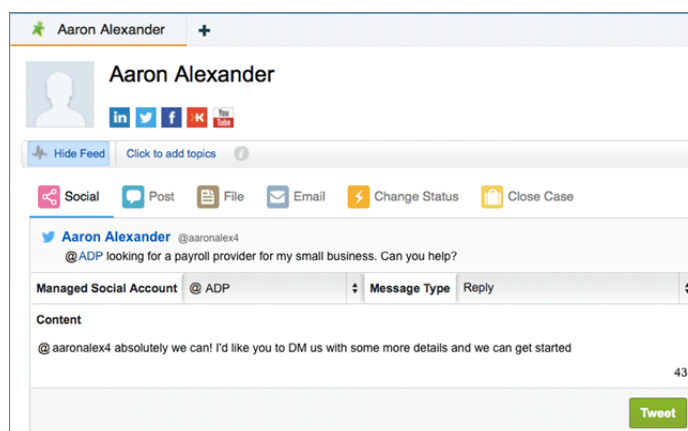 Aaron Alexander +
Aaron Alexander
in f K You Tube
Hide Feed Click to add topics i
Social Post File Email Change Status Close Case
Aaron Alexander @aaronalex4
@ADP looking for a payroll provider for my small business. Can you help?
Managed Social Account @ ADP Message Type Reply
Content
@ aaronalex4 absolutely we can! I'd like you to DM us with some more details and we can get started
43
Tweet